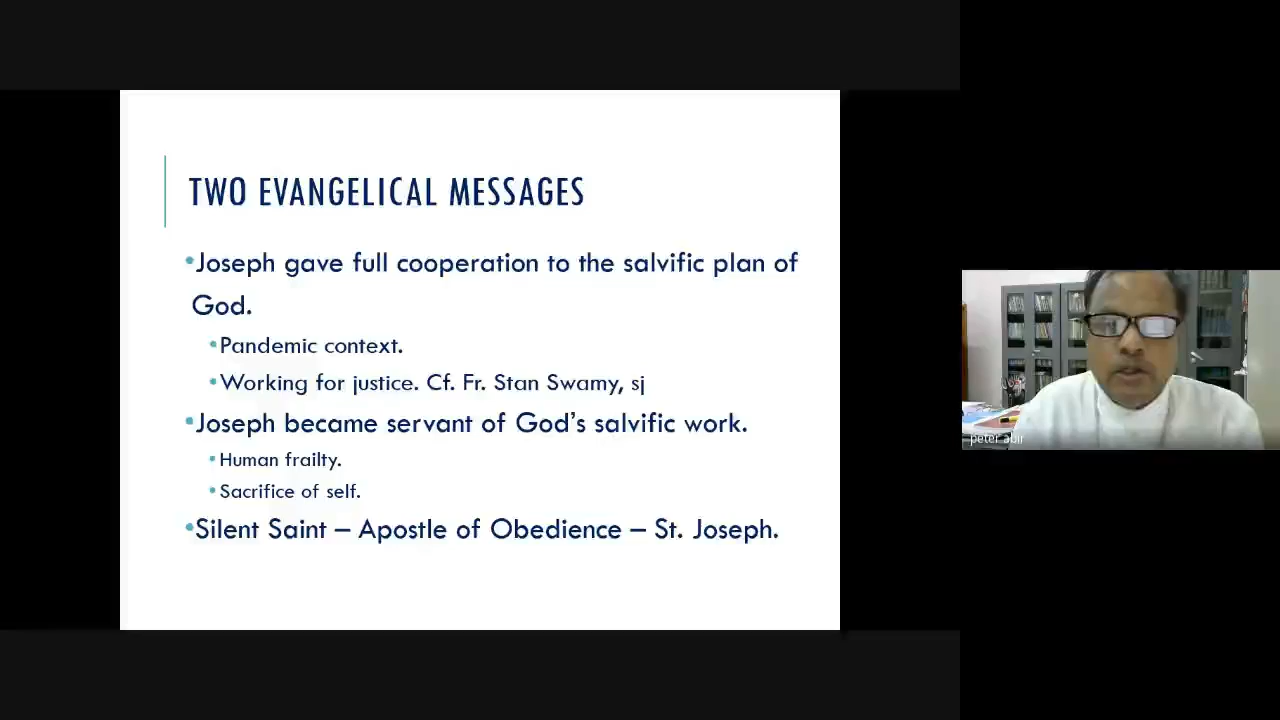 TWO EVANGELICAL MESSAGES
•Joseph gave full cooperation to the salvific plan of
God.
•Pandemic context.
•Working for justice. Cf. Fr. Stan Swamy, sj
•Joseph became servant of God’s salvific work.
•Human frailty.
•Sacrifice of self.
•Silent Saint – Apostle of Obedience – St. Joseph.
peter abir